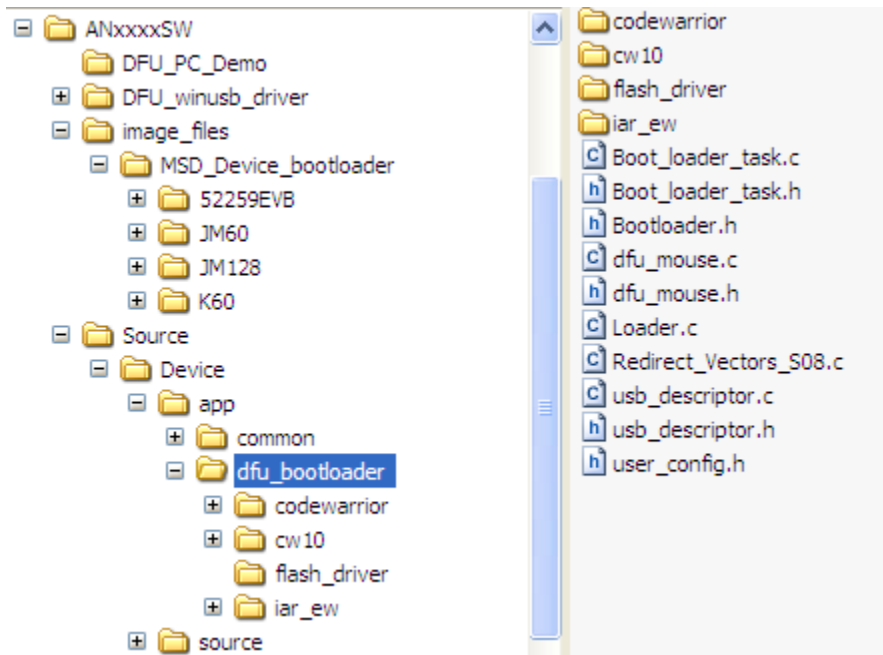 ANxxxxSW
DFU_PC_Demo
DFU_winusb_driver
image_files
MSD_Device_bootloader
52259EVB
JM60
JM128
K60
Source
Device
app
common
dfu_bootloader
codewarrior
cw10
flash_driver
iar_ew
source
codewarrior
cw10
flash_driver
iar_ew
Boot_loader_task.c
Boot_loader_task.h
Bootloader.h
dfu_mouse.c
dfu_mouse.h
Loader.c
Redirect_Vectors_S08.c
usb_descriptor.c
usb_descriptor.h
user_config.h